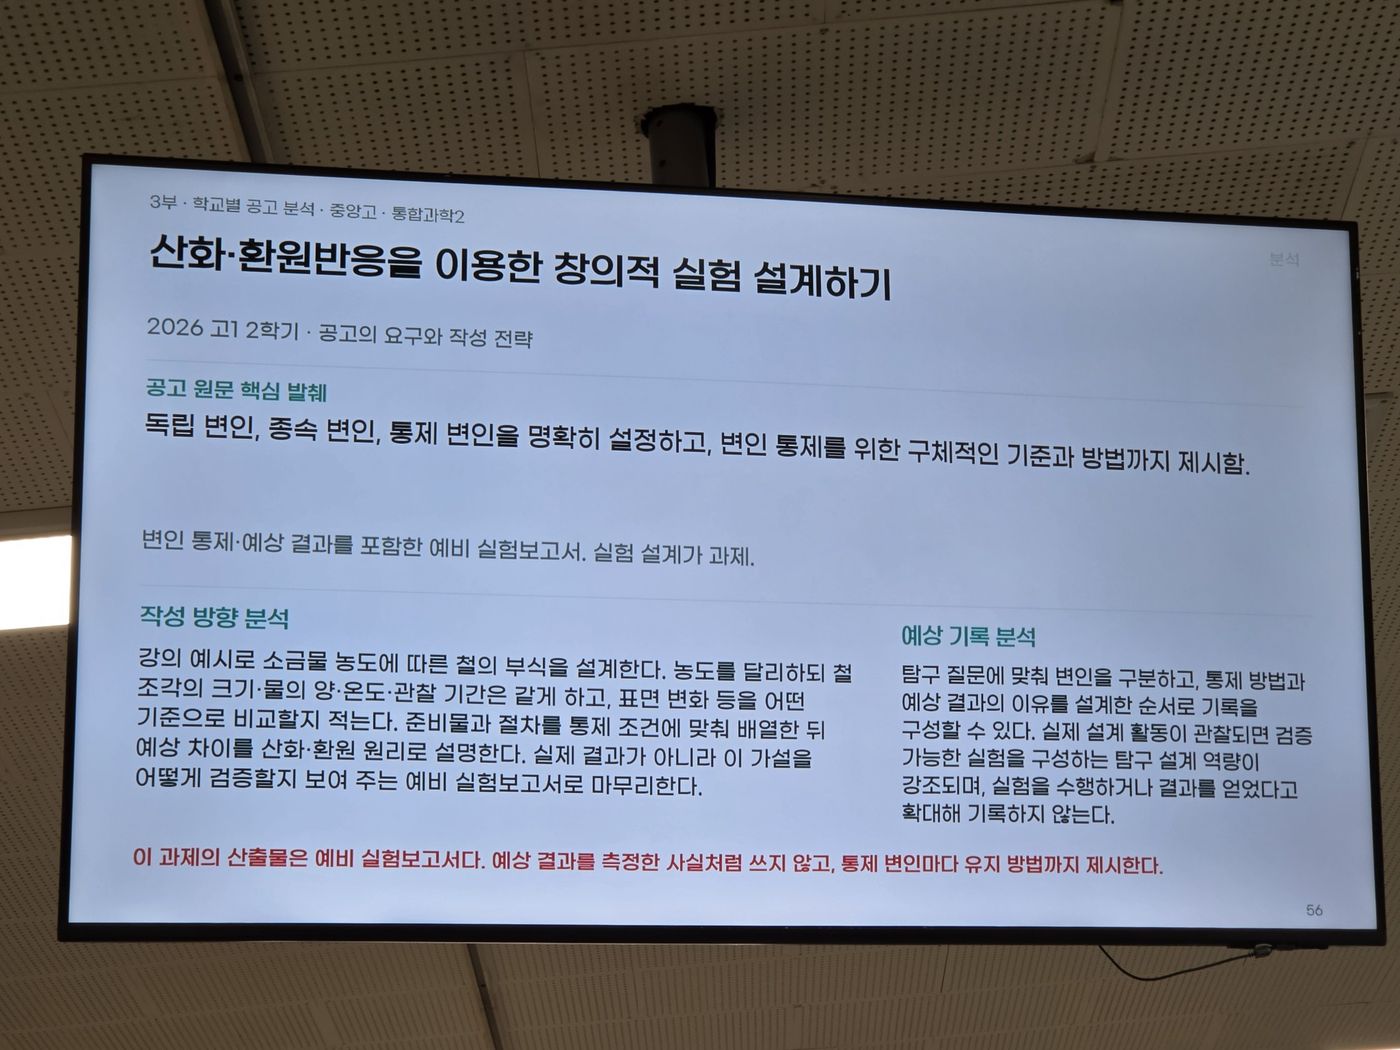 3부 · 학교별 공고 분석 · 중앙고 · 통합과학2
분석
산화·환원반응을 이용한 창의적 실험 설계하기
2026 고1 2학기 · 공고의 요구와 작성 전략
공고 원문 핵심 발췌
독립 변인, 종속 변인, 통제 변인을 명확히 설정하고, 변인 통제를 위한 구체적인 기준과 방법까지 제시함.
변인 통제·예상 결과를 포함한 예비 실험보고서. 실험 설계가 과제.
작성 방향 분석
강의 예시로 소금물 농도에 따른 철의 부식을 설계한다. 농도를 달리하되 철
조각의 크기·물의 양·온도·관찰 기간은 같게 하고, 표면 변화 등을 어떤
기준으로 비교할지 적는다. 준비물과 절차를 통제 조건에 맞춰 배열한 뒤
예상 차이를 산화·환원 원리로 설명한다. 실제 결과가 아니라 이 가설을
어떻게 검증할지 보여 주는 예비 실험보고서로 마무리한다.
예상 기록 분석
탐구 질문에 맞춰 변인을 구분하고, 통제 방법과
예상 결과의 이유를 설계한 순서로 기록을
구성할 수 있다. 실제 설계 활동이 관찰되면 검증
가능한 실험을 구성하는 탐구 설계 역량이
강조되며, 실험을 수행하거나 결과를 얻었다고
확대해 기록하지 않는다.
이 과제의 산출물은 예비 실험보고서다. 예상 결과를 측정한 사실처럼 쓰지 않고, 통제 변인마다 유지 방법까지 제시한다.
56